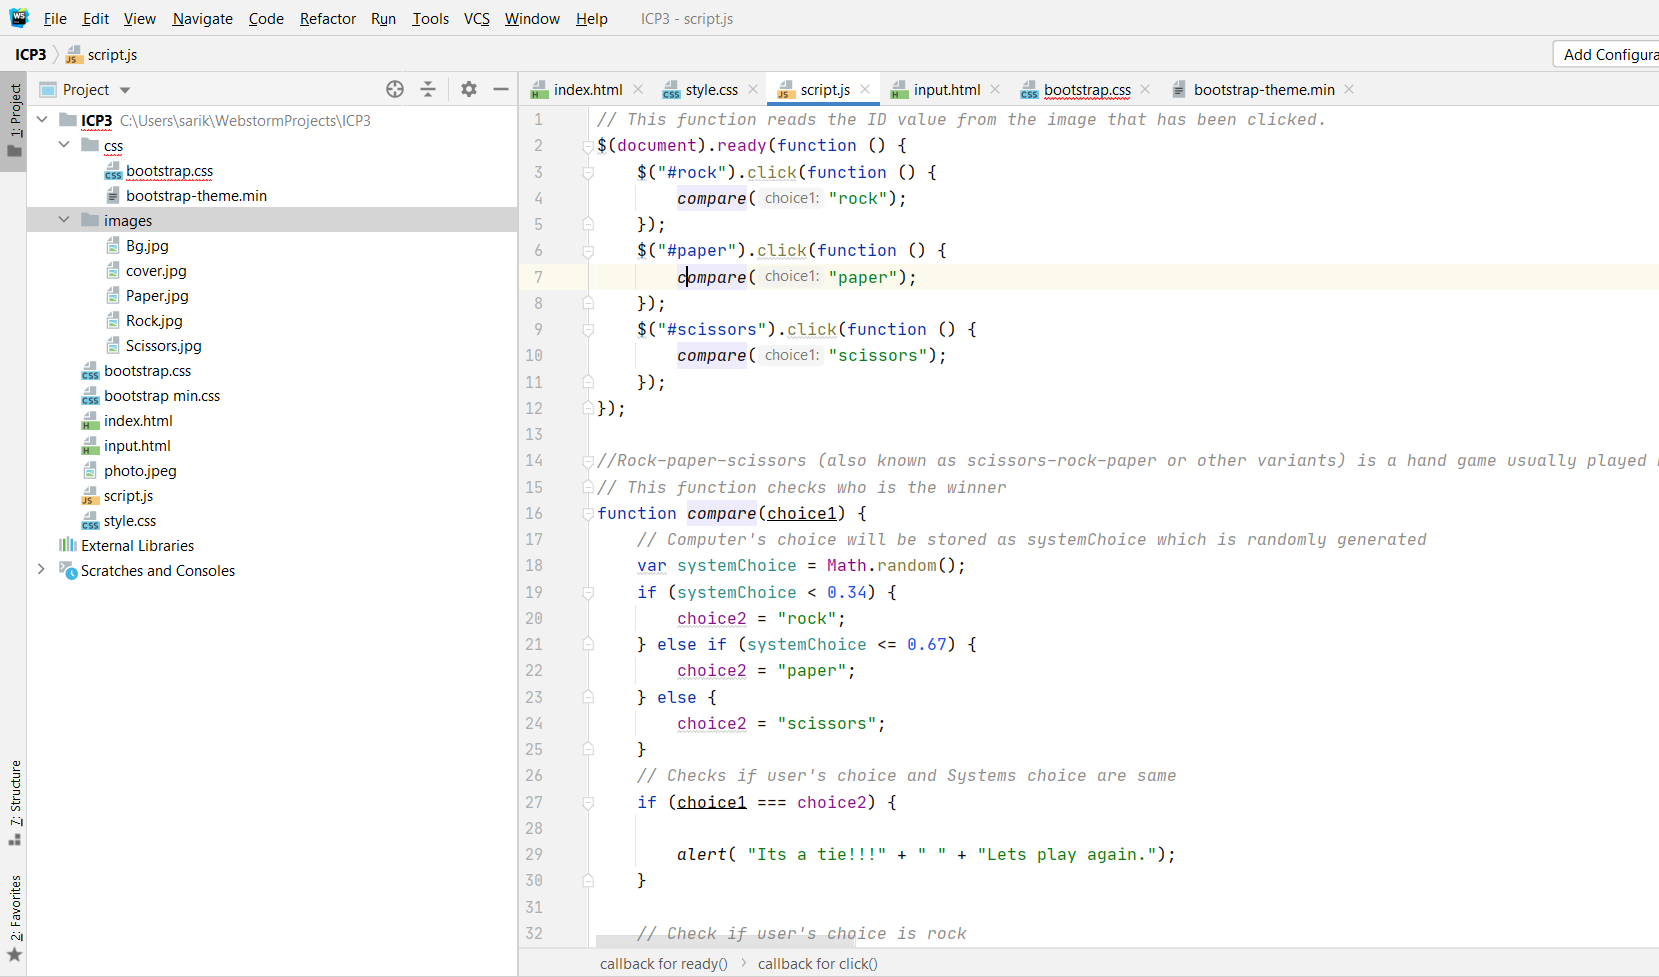 WS File Edit View Navigate Code Refactor Run Tools VCS Window Help ICP3 - script.js
ICP3 script.js Add Configura
1: Project
Project
ICP3 C:\Users\sarik\WebstormProjects\ICP3
css
bootstrap.css
bootstrap-theme.min
images
Bg.jpg
cover.jpg
Paper.jpg
Rock.jpg
Scissors.jpg
bootstrap.css
bootstrap min.css
index.html
input.html
photo.jpeg
script.js
style.css
External Libraries
Scratches and Consoles
7: Structure
2: Favorites
index.html style.css script.js input.html bootstrap.css bootstrap-theme.min
1 // This function reads the ID value from the image that has been clicked.
2 $(document).ready(function () {
3 $("#rock").click(function () {
4 compare( choice1: "rock");
5 });
6 $("#paper").click(function () {
7 compare( choice1: "paper");
8 });
9 $("#scissors").click(function () {
10 compare( choice1: "scissors");
11 });
12 });
13
14 //Rock-paper-scissors (also known as scissors-rock-paper or other variants) is a hand game usually played
15 // This function checks who is the winner
16 function compare(choice1) {
17 // Computer's choice will be stored as systemChoice which is randomly generated
18 var systemChoice = Math.random();
19 if (systemChoice < 0.34) {
20 choice2 = "rock";
21 } else if (systemChoice <= 0.67) {
22 choice2 = "paper";
23 } else {
24 choice2 = "scissors";
25 }
26 // Checks if user's choice and Systems choice are same
27 if (choice1 === choice2) {
28
29 alert( "Its a tie!!!" + " " + "Lets play again.");
30 }
31
32 // Check if user's choice is rock
callback for ready() callback for click()